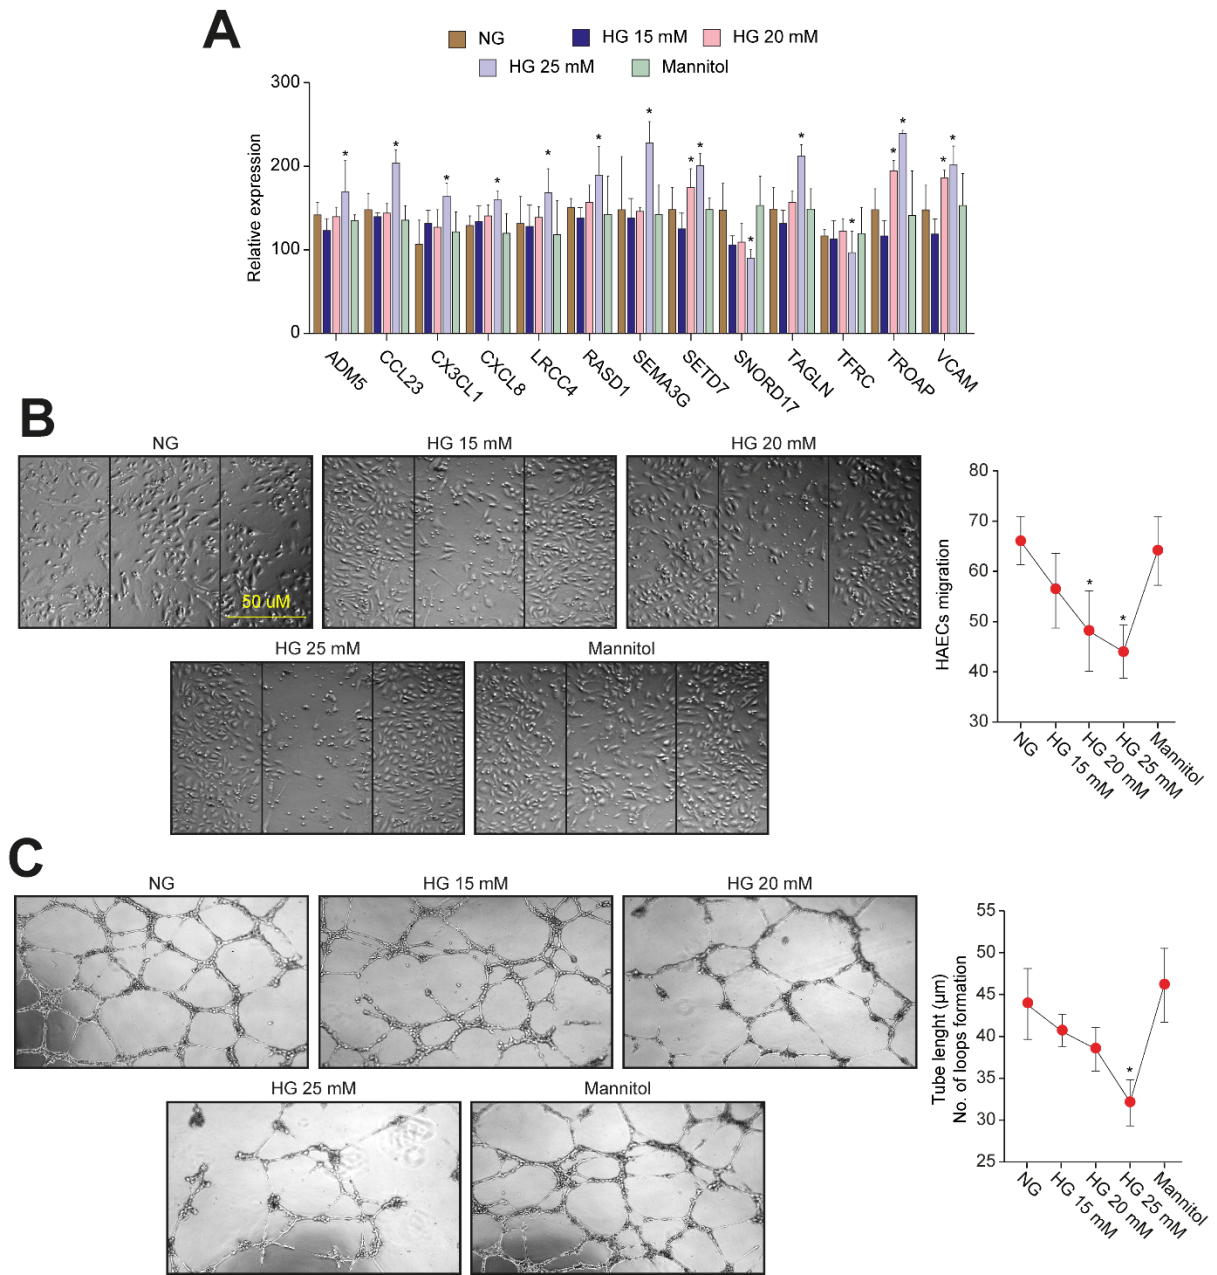 A
NG
HG 15 mM
HG 20 mM
HG 25 mM
Mannitol
Relative expression
300
200
100
0
* * * * * * * * * * * * * * * *
ADM5
CCL23
CX3CL1
CXCL8
LRCC4
RASD1
SEMA3G
SETD7
SNORD17
TAGLN
TFRC
TROAP
VCAM
B
NG
HG 15 mM
HG 20 mM
50 uM
HG 25 mM
Mannitol
HAECs migration
80
70
60
50
40
30
*
*
NG
HG 15 mM
HG 20 mM
HG 25 mM
Mannitol
C
NG
HG 15 mM
HG 20 mM
HG 25 mM
Mannitol
Tube lenght (µm)
No. of loops formation
55
50
45
40
35
30
25
*
NG
HG 15 mM
HG 20 mM
HG 25 mM
Mannitol